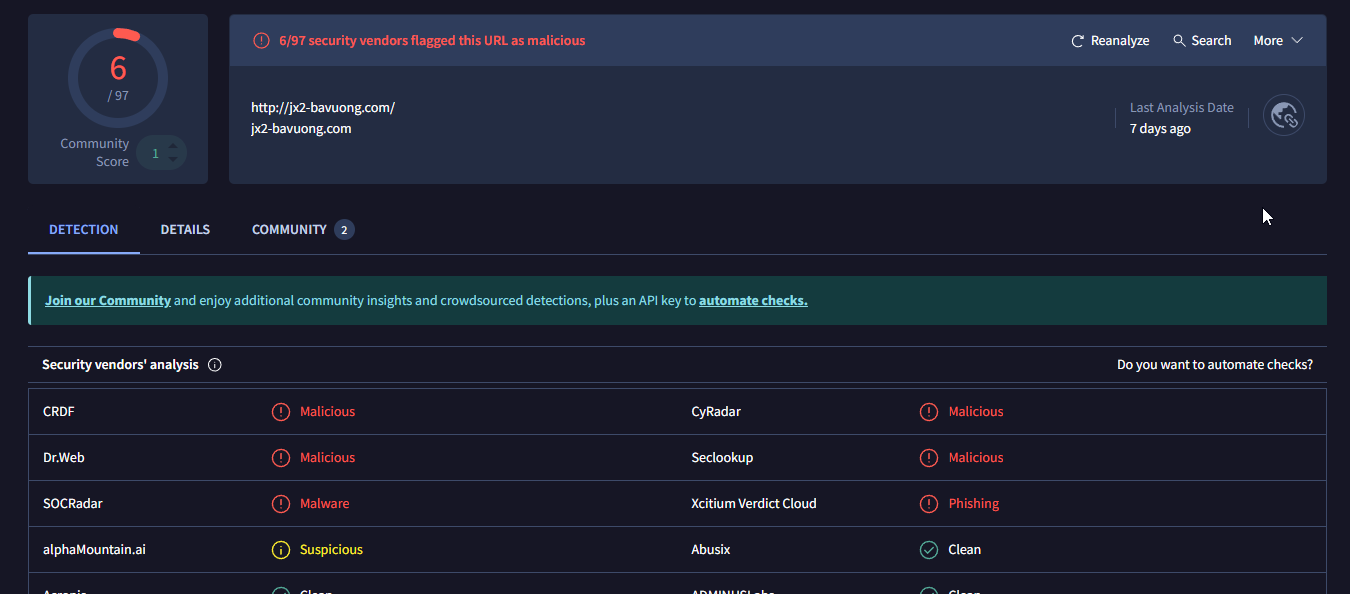 6
/ 97
Community
Score
1
6/97 security vendors flagged this URL as malicious
Reanalyze
Search
More
http://jx2-bavuong.com/
jx2-bavuong.com
Last Analysis Date
7 days ago
DETECTION
DETAILS
COMMUNITY 2
Join our Community and enjoy additional community insights and crowdsourced detections, plus an API key to automate checks.
Security vendors' analysis
Do you want to automate checks?
CRDF Malicious CyRadar Malicious
Dr.Web Malicious Seclookup Malicious
SOCRadar Malware Xcitium Verdict Cloud Phishing
alphaMountain.ai Suspicious Abusix Clean
Acronis Clean ADMINUSLabs Clean